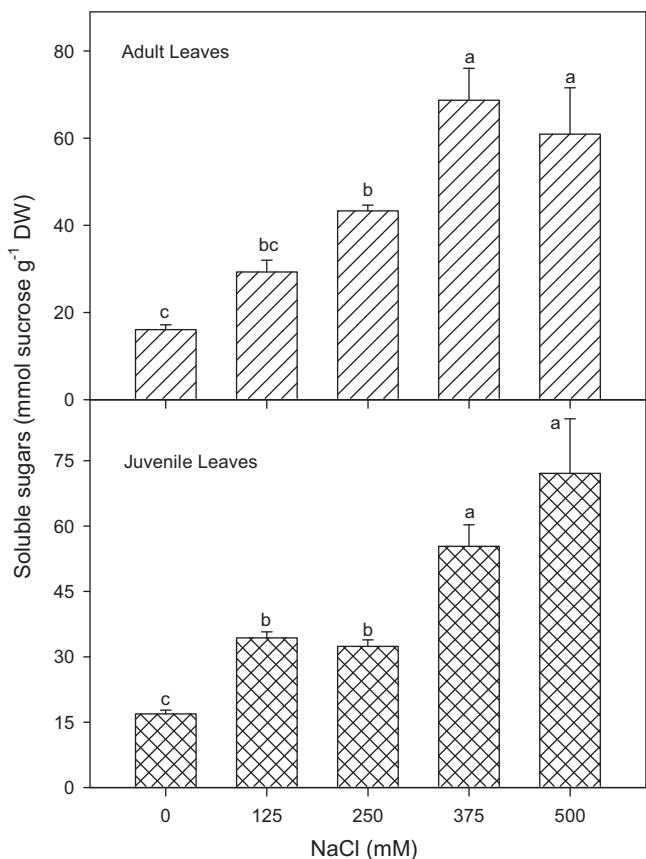 Adult Leaves
80
60
40
20
0
a
a
b
bc
c
Soluble sugars (mmol sucrose g⁻¹ DW)
Juvenile Leaves
75
60
45
30
15
0
a
a
b
b
c
0 125 250 375 500
NaCl (mM)